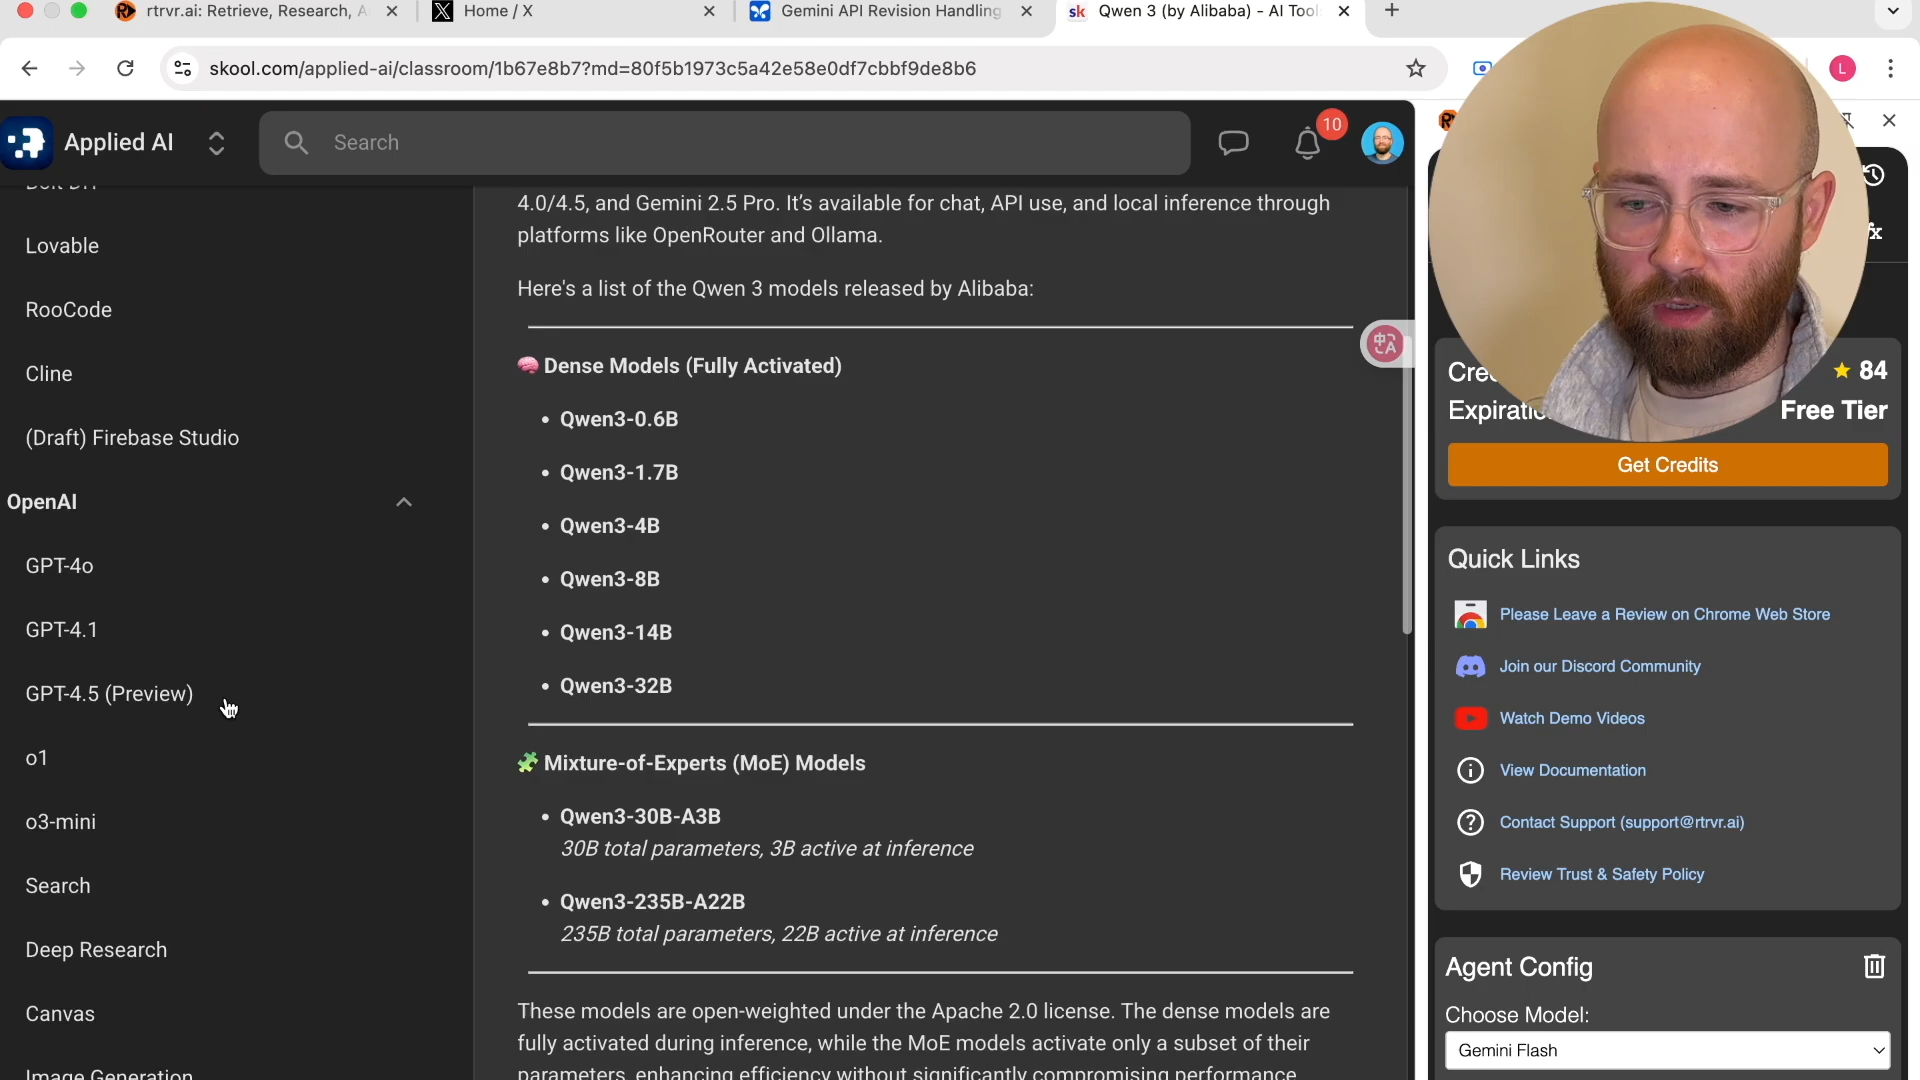 rtrvr.ai: Retrieve, Research, A
Home / X
Gemini API Revision Handling
sk Qwen 3 (by Alibaba) - AI Tool
skool.com/applied-ai/classroom/1b67e8b7?md=80f5b1973c5a42e58e0df7cbbf9de8b6
L
Applied AI
Search
10
Lovable
RooCode
Cline
(Draft) Firebase Studio
OpenAI
GPT-4o
GPT-4.1
GPT-4.5 (Preview)
o1
o3-mini
Search
Deep Research
Canvas
Image Generation
4.0/4.5, and Gemini 2.5 Pro. It's available for chat, API use, and local inference through
platforms like OpenRouter and Ollama.
Here's a list of the Qwen 3 models released by Alibaba:
Dense Models (Fully Activated)
• Qwen3-0.6B
• Qwen3-1.7B
• Qwen3-4B
• Qwen3-8B
• Qwen3-14B
• Qwen3-32B
Mixture-of-Experts (MoE) Models
• Qwen3-30B-A3B
30B total parameters, 3B active at inference
• Qwen3-235B-A22B
235B total parameters, 22B active at inference
These models are open-weighted under the Apache 2.0 license. The dense models are
fully activated during inference, while the MoE models activate only a subset of their
parameters, enhancing efficiency without significantly compromising performance
84
Free Tier
Get Credits
Quick Links
Please Leave a Review on Chrome Web Store
Join our Discord Community
Watch Demo Videos
View Documentation
Contact Support (support@rtrvr.ai)
Review Trust & Safety Policy
Agent Config
Choose Model:
Gemini Flash